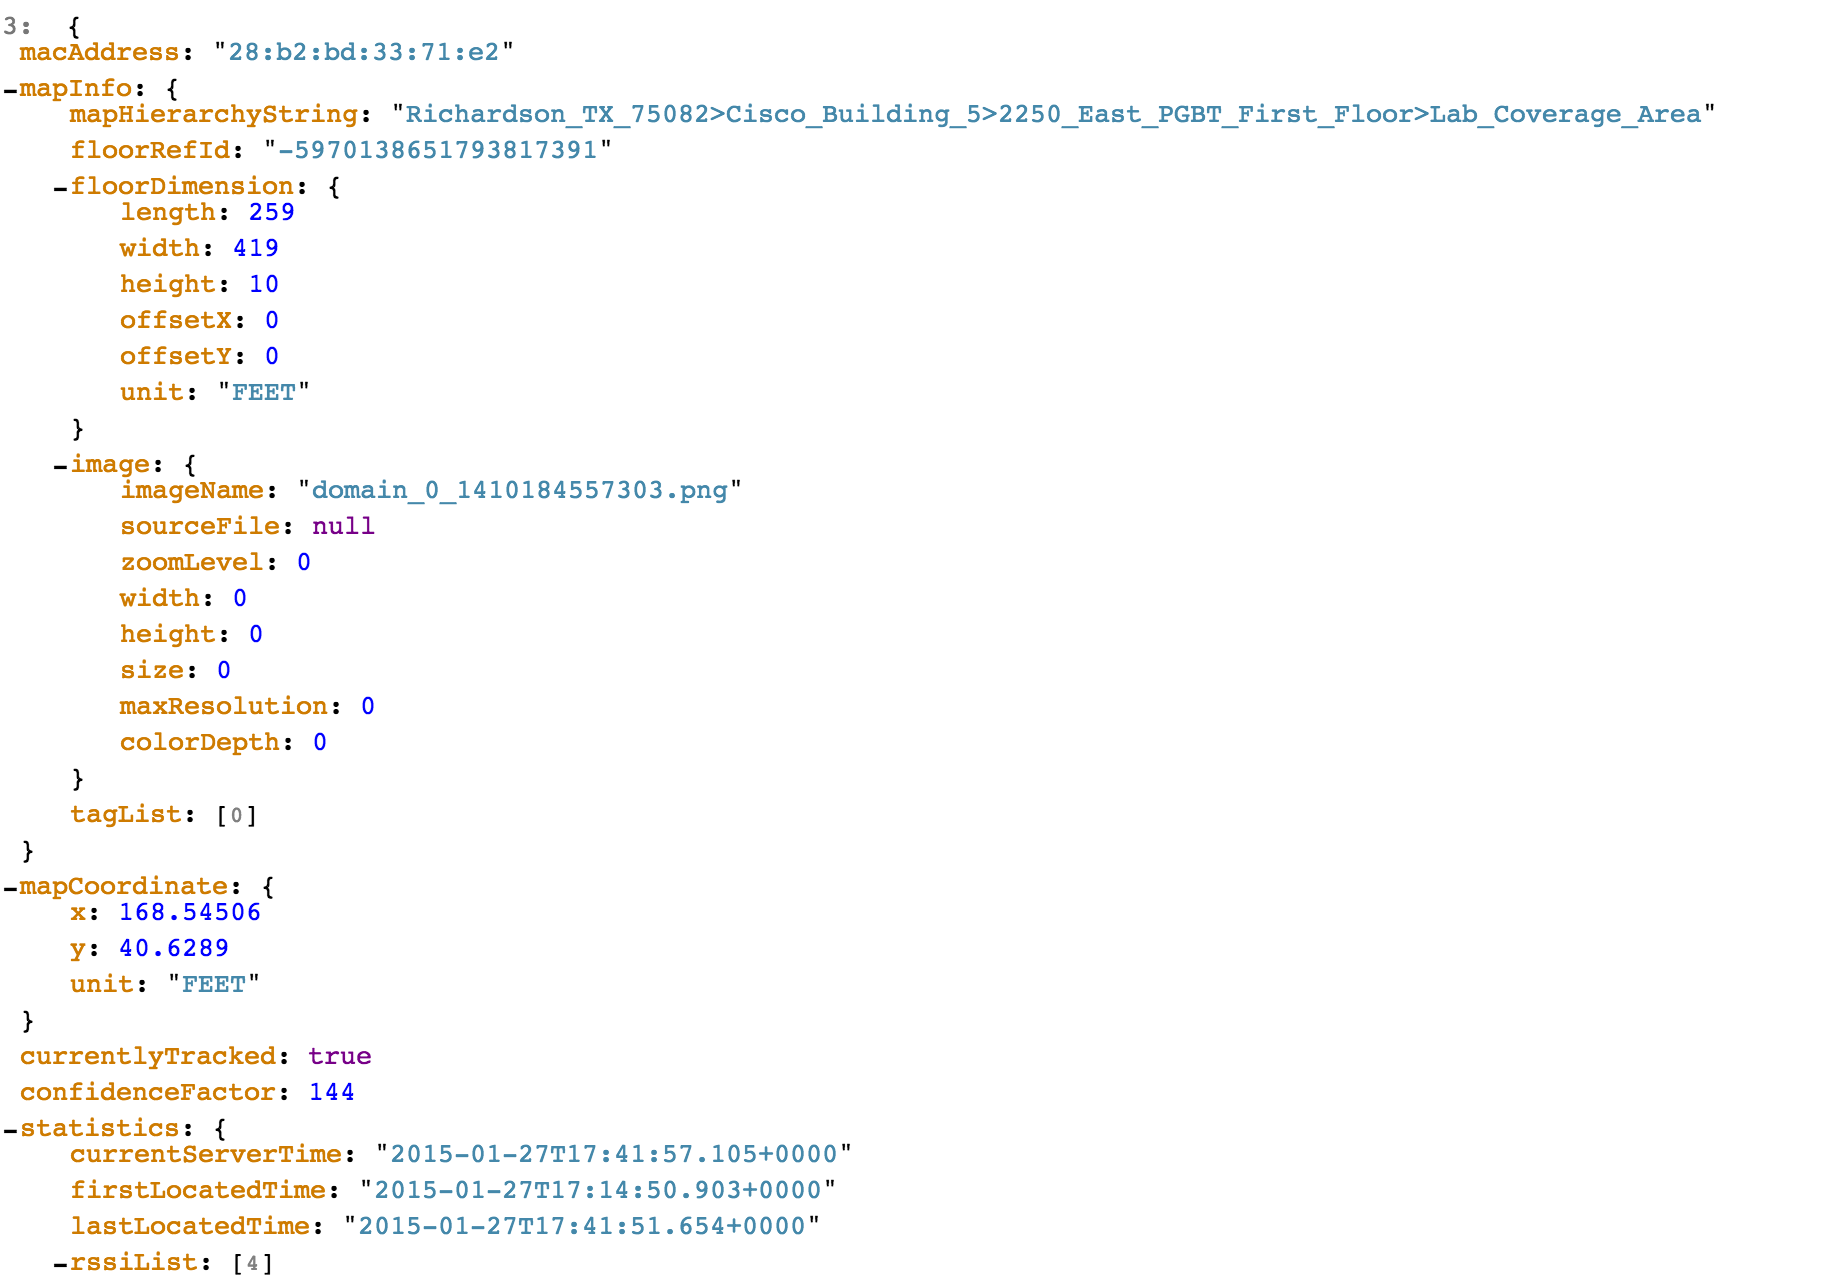 3: {
macAddress: "28:b2:bd:33:71:e2"
-mapInfo: {
mapHierarchyString: "Richardson_TX_75082>Cisco_Building_5>2250_East_PGBT_First_Floor>Lab_Coverage_Area"
floorRefId: "-5970138651793817391"
-floorDimension: {
length: 259
width: 419
height: 10
offsetX: 0
offsetY: 0
unit: "FEET"
}
-image: {
imageName: "domain_0_1410184557303.png"
sourceFile: null
zoomLevel: 0
width: 0
height: 0
size: 0
maxResolution: 0
colorDepth: 0
}
tagList: [0]
}
-mapCoordinate: {
x: 168.54506
y: 40.6289
unit: "FEET"
}
currentlyTracked: true
confidenceFactor: 144
-statistics: {
currentServerTime: "2015-01-27T17:41:57.105+0000"
firstLocatedTime: "2015-01-27T17:14:50.903+0000"
lastLocatedTime: "2015-01-27T17:41:51.654+0000"
-rssiList: [4]